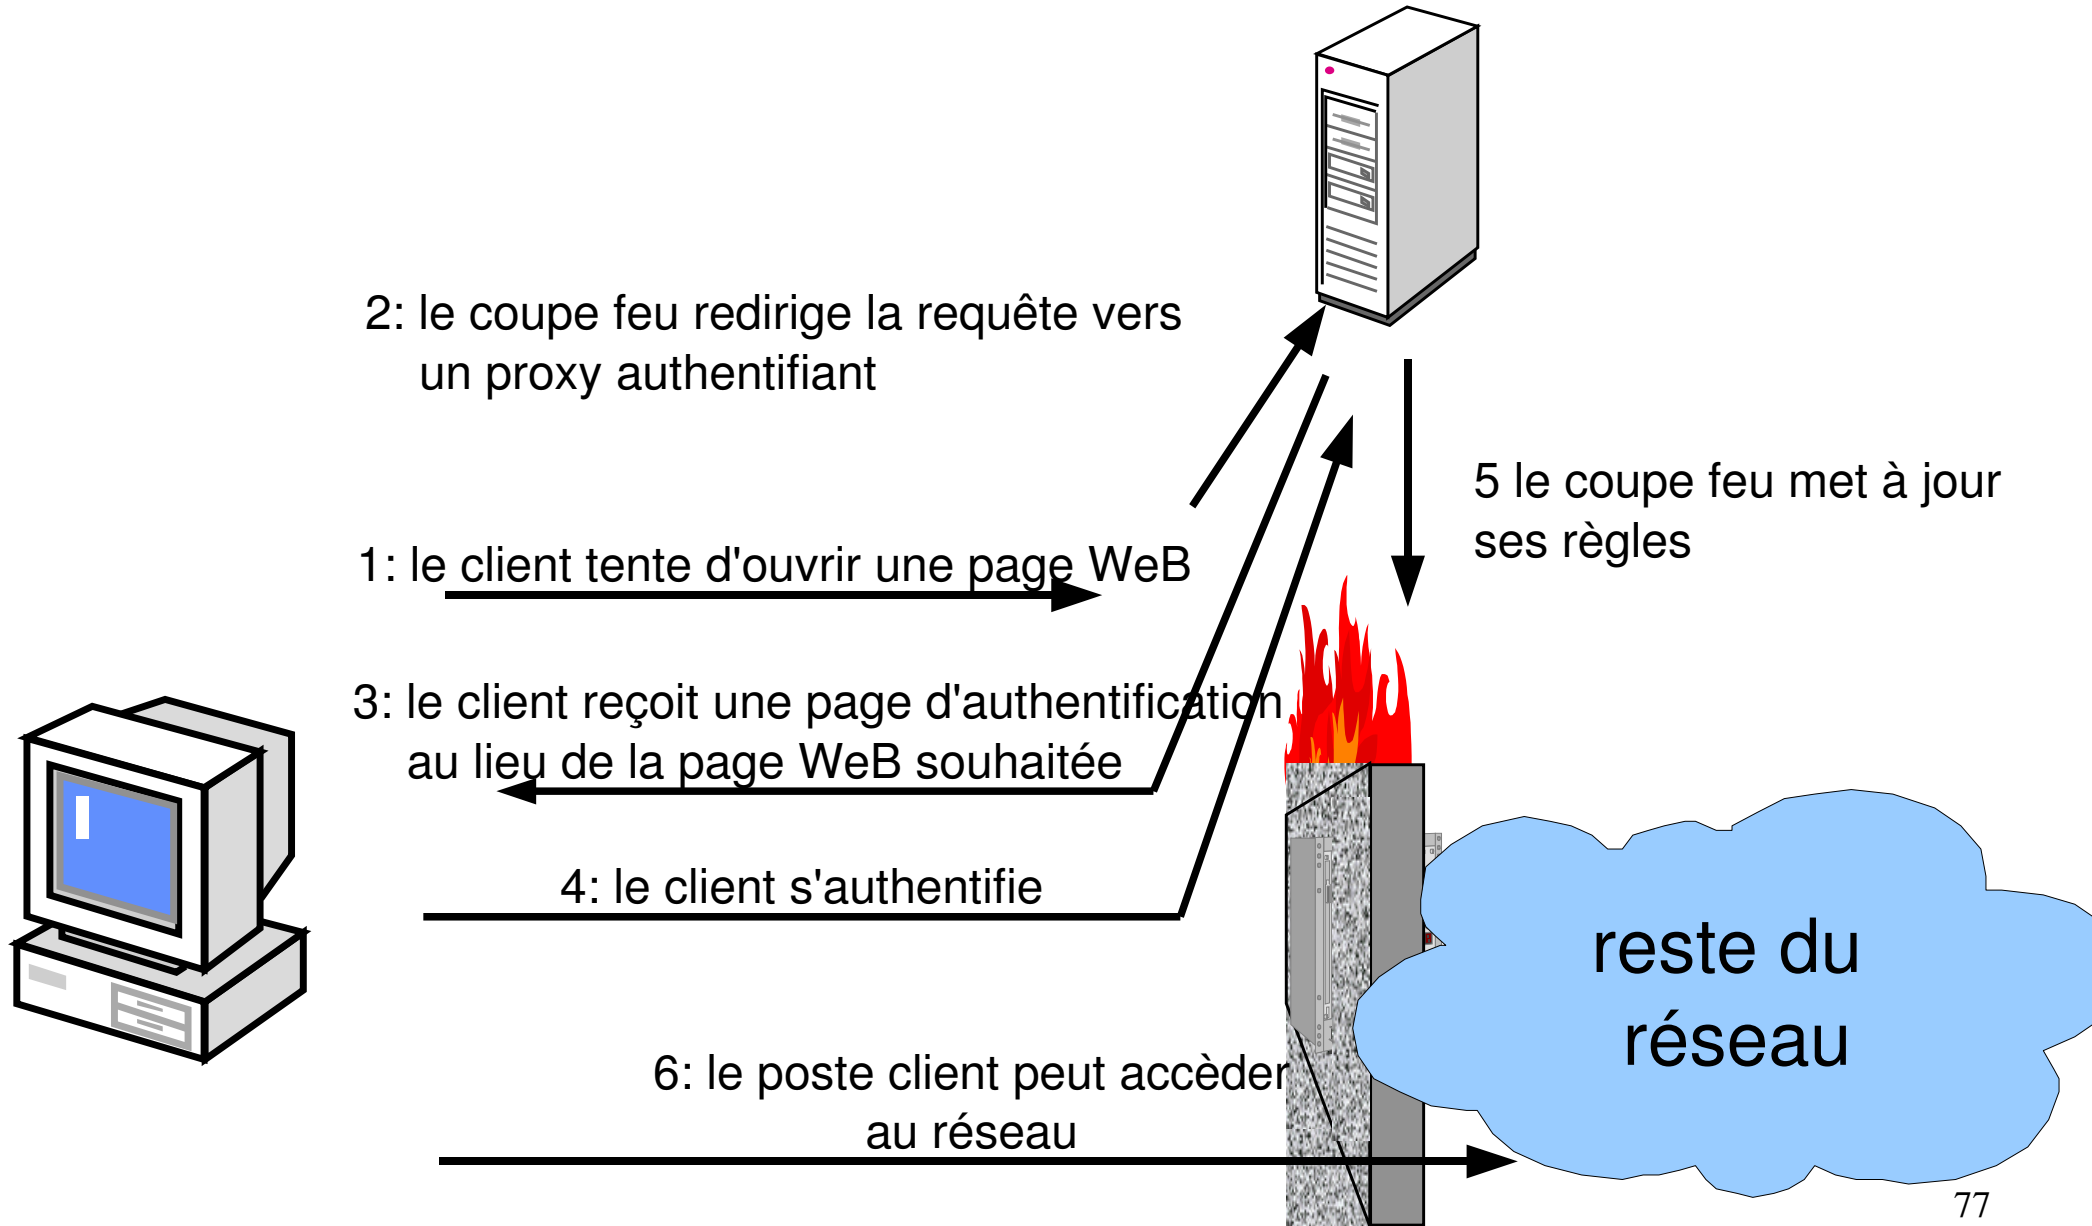 2: le coupe feu redirige la requête vers
un proxy authentifiant
5 le coupe feu met à jour
ses règles
1: le client tente d'ouvrir une page WeB
3: le client reçoit une page d'authentification
au lieu de la page WeB souhaitée
4: le client s'authentifie
reste du
réseau
6: le poste client peut accèder
au réseau
77